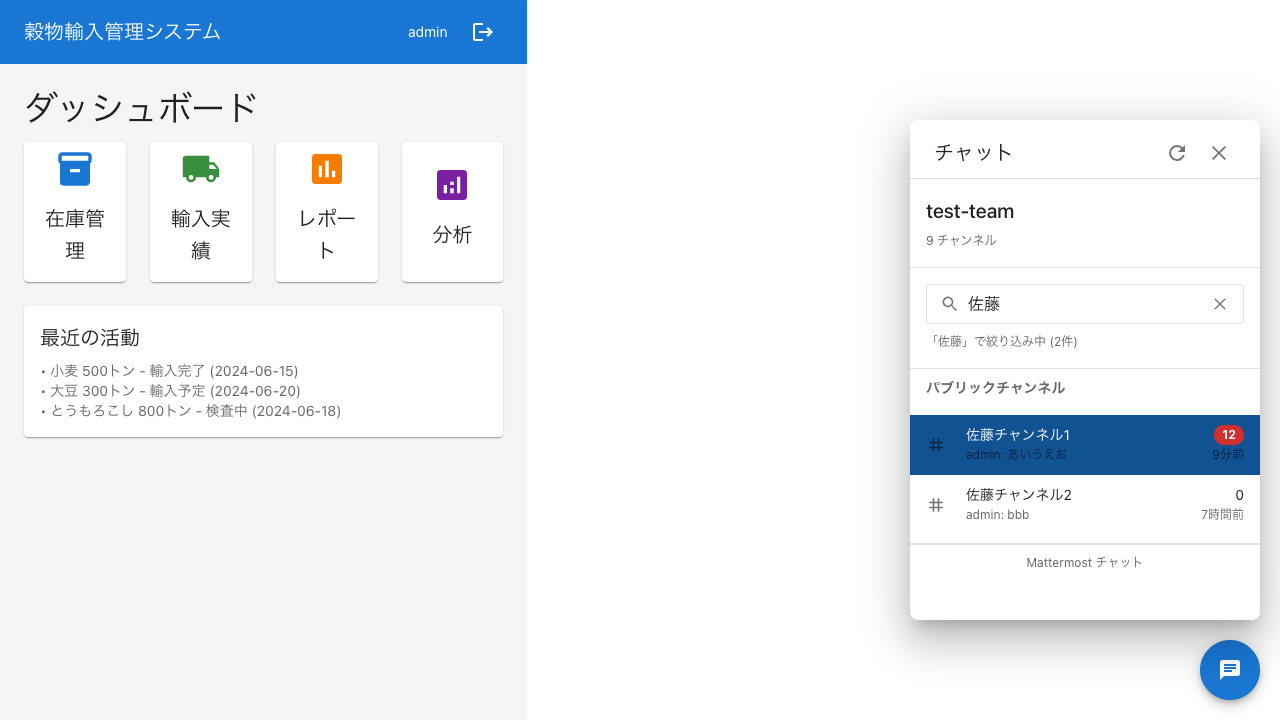 穀物輸入管理システム
admin
ダッシュボード
在庫管
理
輸入実
績
レポー
ト
分析
最近の活動
• 小麦 500トン - 輸入完了 (2024-06-15)
• 大豆 300トン - 輸入予定 (2024-06-20)
• とうもろこし 800トン - 検査中 (2024-06-18)
チャット
test-team
9 チャンネル
佐藤
「佐藤」で絞り込み中 (2件)
パブリックチャンネル
佐藤チャンネル1
12
admin: あいうえお
9分前
佐藤チャンネル2
0
admin: bbb
7時間前
Mattermost チャット